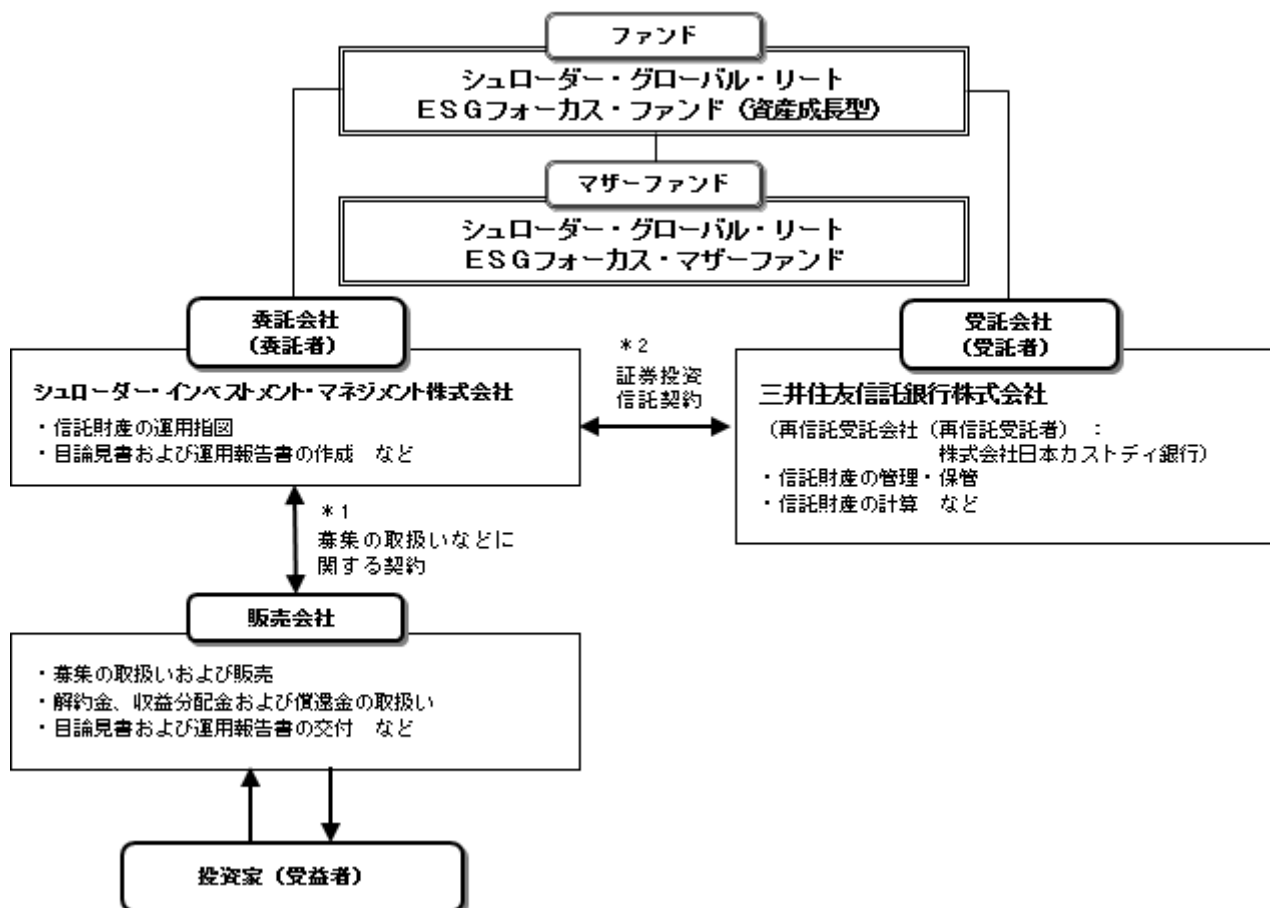 ファンド
シュローダー・グローバル・リート
ESGフォーカス・ファンド(資産成長型)
マザーファンド
シュローダー・グローバル・リート
ESGフォーカス・マザーファンド
委託会社
(委託者)
シュローダー・インベストメント・マネジメント株式会社
・信託財産の運用指図
・目論見書および運用報告書の作成 など
*2
証券投資
信託契約
受託会社
(受託者)
三井住友信託銀行株式会社
(再信託受託会社(再信託受託者) :
株式会社日本カストディ銀行)
・信託財産の管理・保管
・信託財産の計算 など
*1
募集の取扱いなどに
関する契約
販売会社
・募集の取扱いおよび販売
・解約金、収益分配金および償還金の取扱い
・目論見書および運用報告書の交付 など
投資家(受益者)